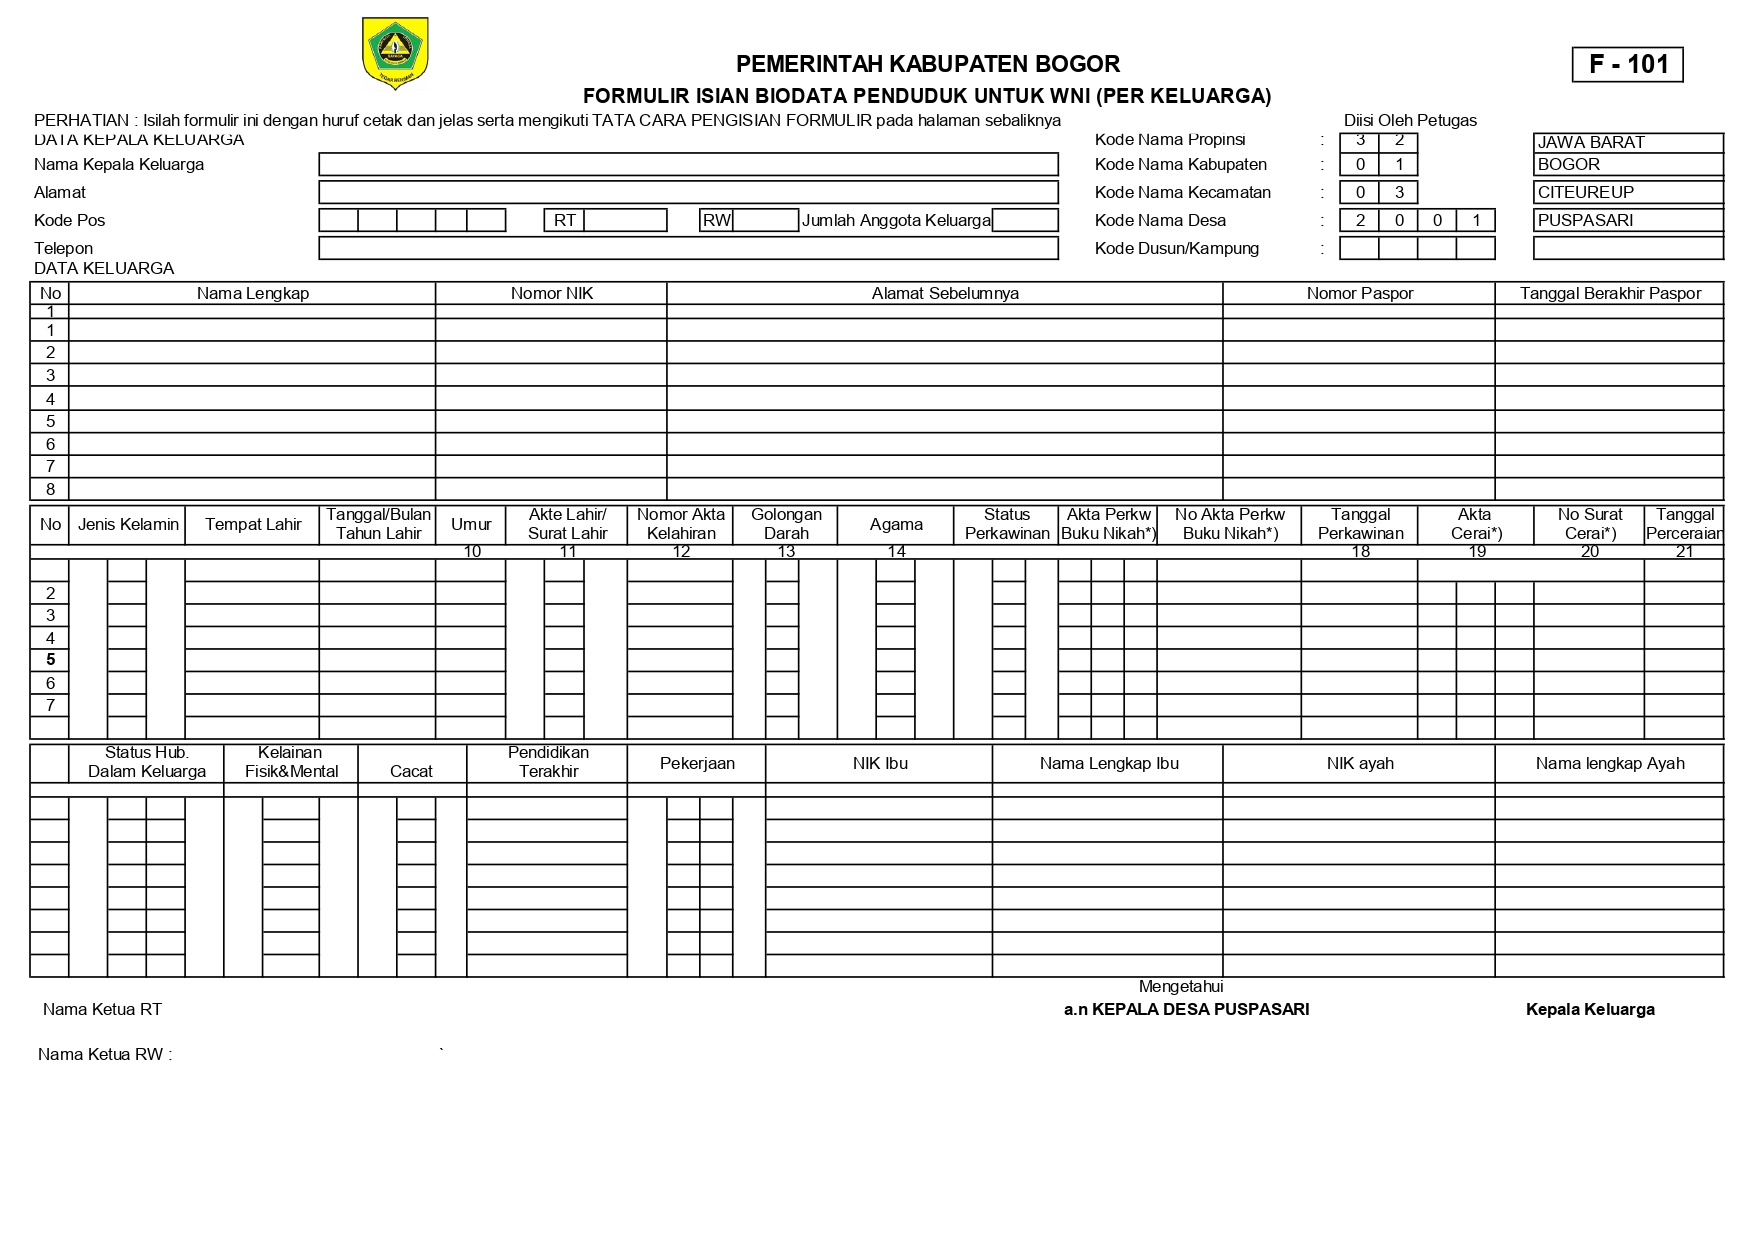 PEMERINTAH KABUPATEN BOGOR
F - 101
FORMULIR ISIAN BIODATA PENDUDUK UNTUK WNI (PER KELUARGA)
PERHATIAN : Isilah formulir ini dengan huruf cetak dan jelas serta mengikuti TATA CARA PENGISIAN FORMULIR pada halaman sebaliknya
Diisi Oleh Petugas
DATA KEPALA KELUARGA
Kode Nama Propinsi : 3 2 JAWA BARAT
Nama Kepala Keluarga
Kode Nama Kabupaten : 0 1 BOGOR
Alamat
Kode Nama Kecamatan : 0 3 CITEUREUP
Kode Pos RT RW Jumlah Anggota Keluarga
Kode Nama Desa : 2 0 0 1 PUSPASARI
Telepon
Kode Dusun/Kampung :
DATA KELUARGA
No Nama Lengkap Nomor NIK Alamat Sebelumnya Nomor Paspor Tanggal Berakhir Paspor
1
1
2
3
4
5
6
7
8
No Jenis Kelamin Tempat Lahir Tanggal/Bulan Tahun Lahir Umur Akte Lahir/ Surat Lahir Nomor Akta Kelahiran Golongan Darah Agama Status Perkawinan Akta Perkw Buku Nikah*) No Akta Perkw Buku Nikah*) Tanggal Perkawinan Akta Cerai*) No Surat Cerai*) Tanggal Perceraian
10 11 12 13 14 18 19 20 21
2
3
4
5
6
7
Status Hub. Dalam Keluarga Kelainan Fisik&Mental Cacat Pendidikan Terakhir Pekerjaan NIK Ibu Nama Lengkap Ibu NIK ayah Nama lengkap Ayah
Mengetahui
Nama Ketua RT
a.n KEPALA DESA PUSPASARI
Kepala Keluarga
Nama Ketua RW :
`